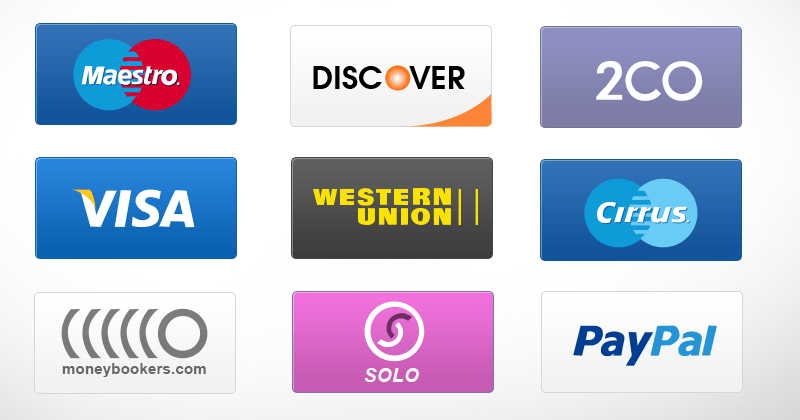 Maestro.
DISCOVER
2CO
VISA
WESTERN
UNION
Cirrus.
moneybookers.com
SOLO
PayPal